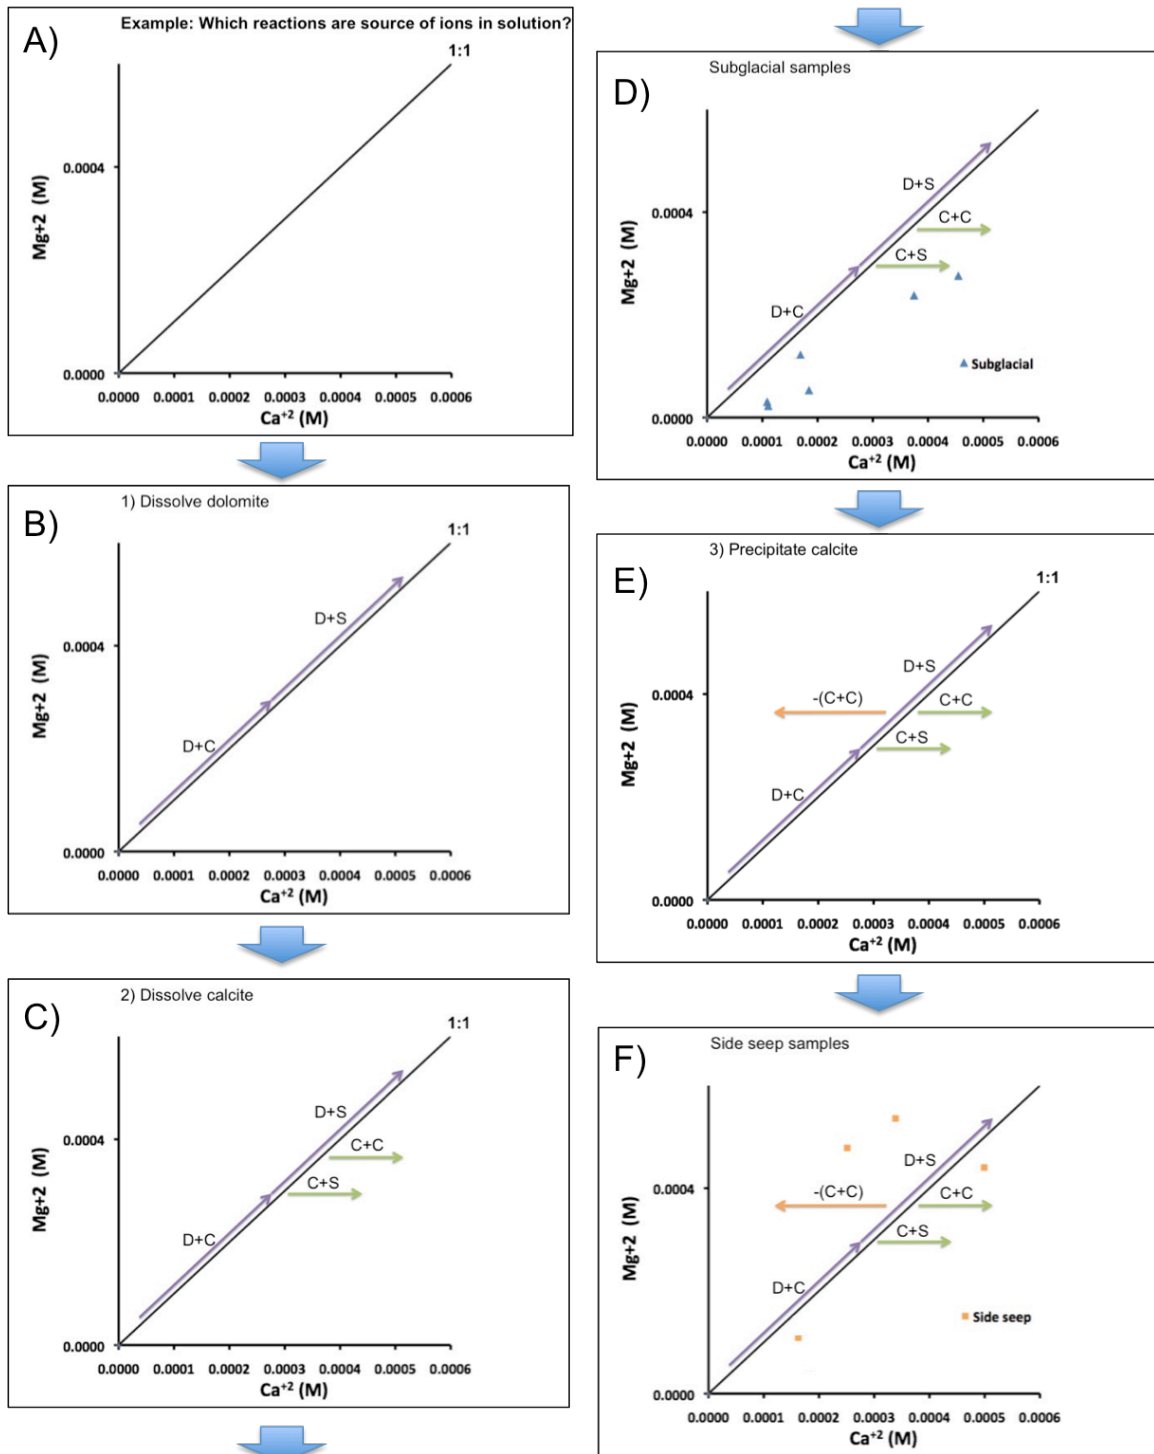 A)
Example: Which reactions are source of ions in solution?
1:1
0.0004
Mg+2 (M)
0.0000
0.0000 0.0001 0.0002 0.0003 0.0004 0.0005 0.0006
Ca+2 (M)
B)
1) Dissolve dolomite
1:1
D+S
0.0004
Mg+2 (M)
D+C
0.0000
0.0000 0.0001 0.0002 0.0003 0.0004 0.0005 0.0006
Ca+2 (M)
C)
2) Dissolve calcite
1:1
D+S
0.0004
C+C
Mg+2 (M)
C+S
D+C
0.0000
0.0000 0.0001 0.0002 0.0003 0.0004 0.0005 0.0006
Ca+2 (M)
D)
Subglacial samples
D+S
0.0004
C+C
Mg+2 (M)
C+S
D+C
Subglacial
0.0000
0.0000 0.0001 0.0002 0.0003 0.0004 0.0005 0.0006
Ca+2 (M)
E)
3) Precipitate calcite
1:1
D+S
0.0004
-(C+C)
C+C
Mg+2 (M)
C+S
D+C
0.0000
0.0000 0.0001 0.0002 0.0003 0.0004 0.0005 0.0006
Ca+2 (M)
F)
Side seep samples
D+S
0.0004
-(C+C)
C+C
Mg+2 (M)
C+S
D+C
Side seep
0.0000
0.0000 0.0001 0.0002 0.0003 0.0004 0.0005 0.0006
Ca+2 (M)